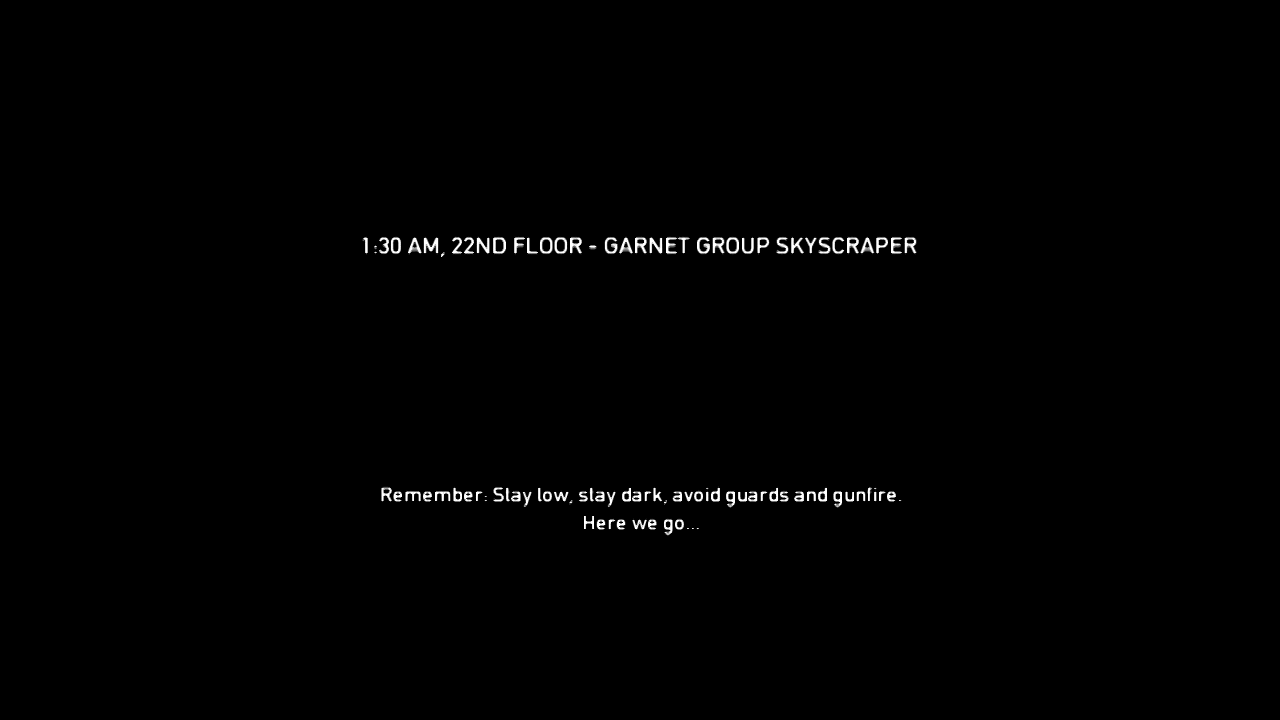 1:30 AM, 22ND FLOOR - GARNET GROUP SKYSCRAPER
Remember: Stay low, stay dark, avoid guards and gunfire.
Here we go...